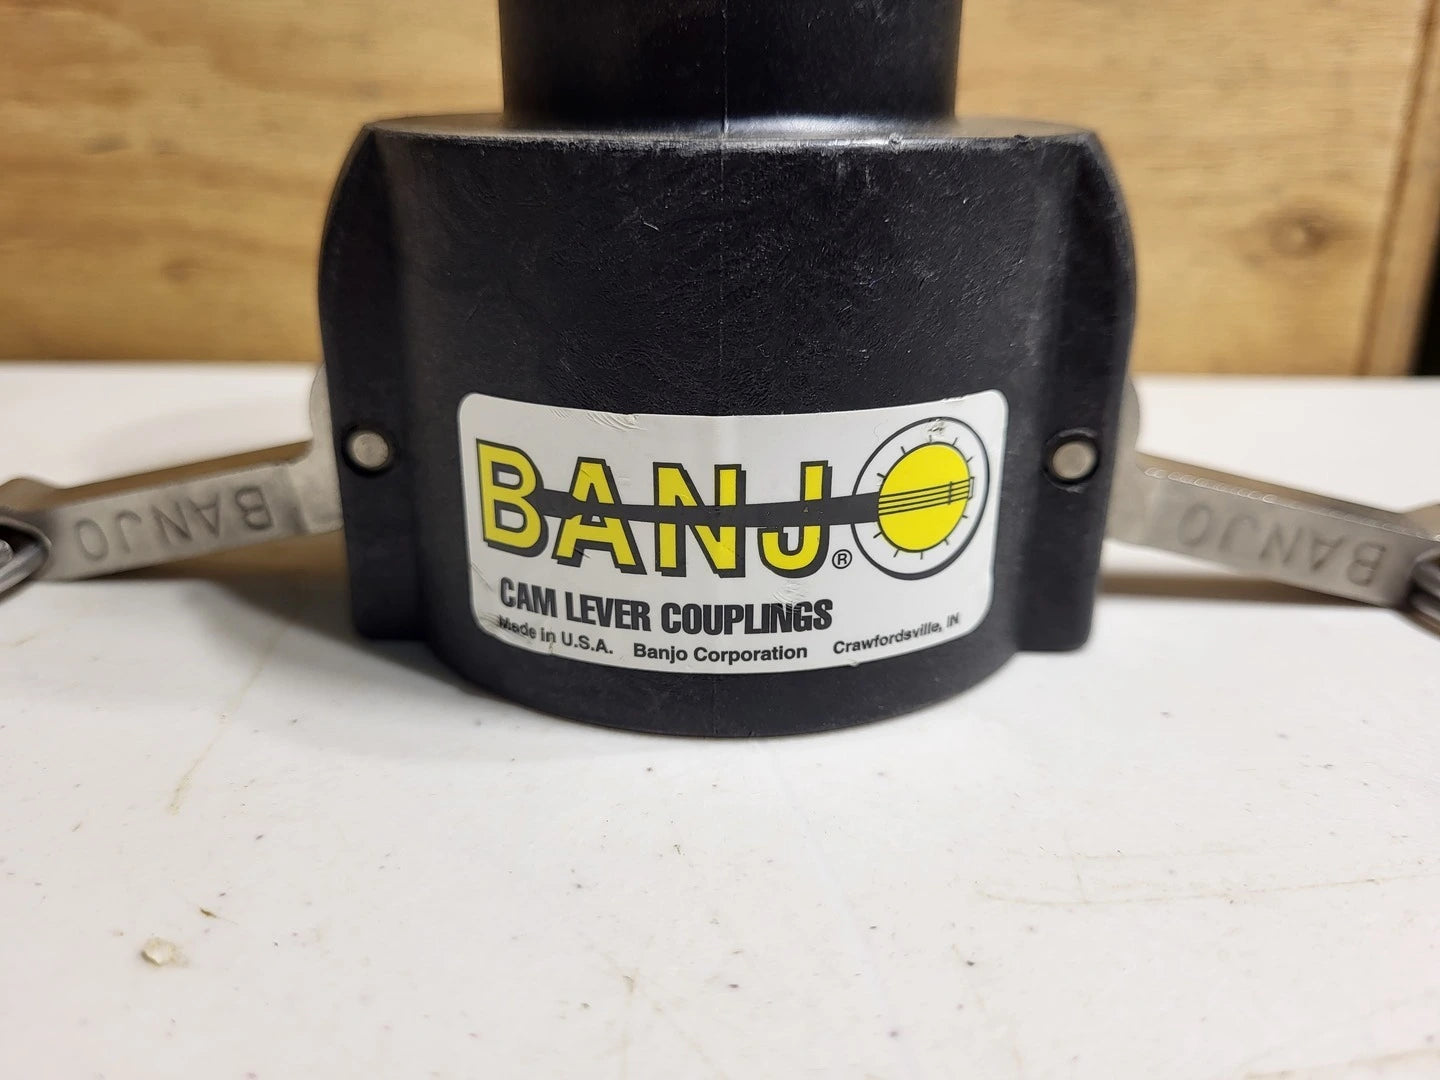 BANJO®
CAM LEVER COUPLINGS
Made in U.S.A. Banjo Corporation Crawfordsville, IN
BANJO
BANJO